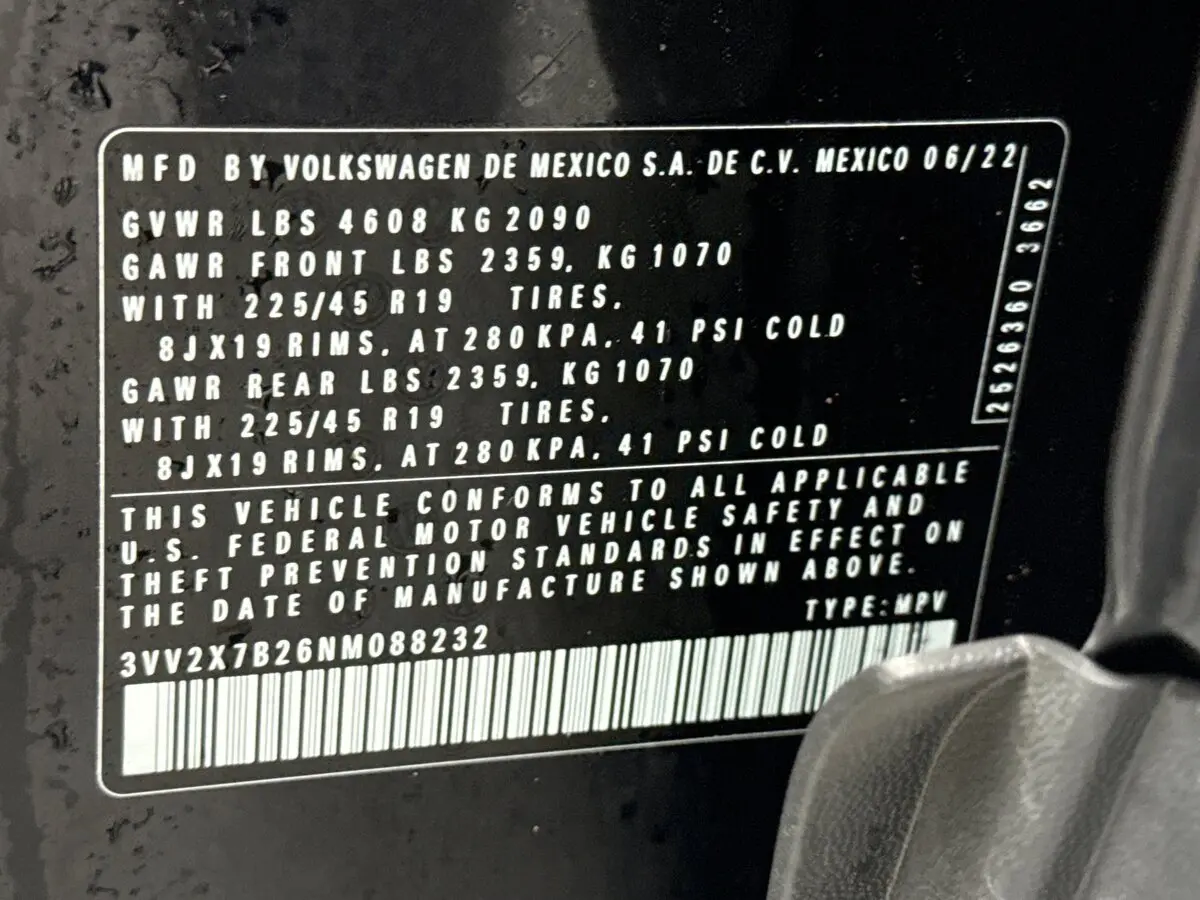 MFD BY VOLKSWAGEN DE MEXICO S.A. DE C.V. MEXICO 06/22
GVWR LBS 4608 KG 2090
GAWR FRONT LBS 2359, KG 1070
WITH 225/45 R19 TIRES,
8JX19 RIMS, AT 280 KPA, 41 PSI COLD
GAWR REAR LBS 2359, KG 1070
WITH 225/45 R19 TIRES,
8JX19 RIMS, AT 280 KPA, 41 PSI COLD
2526360 3662
THIS VEHICLE CONFORMS TO ALL APPLICABLE
U.S. FEDERAL MOTOR VEHICLE SAFETY AND
THEFT PREVENTION STANDARDS IN EFFECT ON
THE DATE OF MANUFACTURE SHOWN ABOVE.
TYPE:MPV
3VV2X7B26NM088232